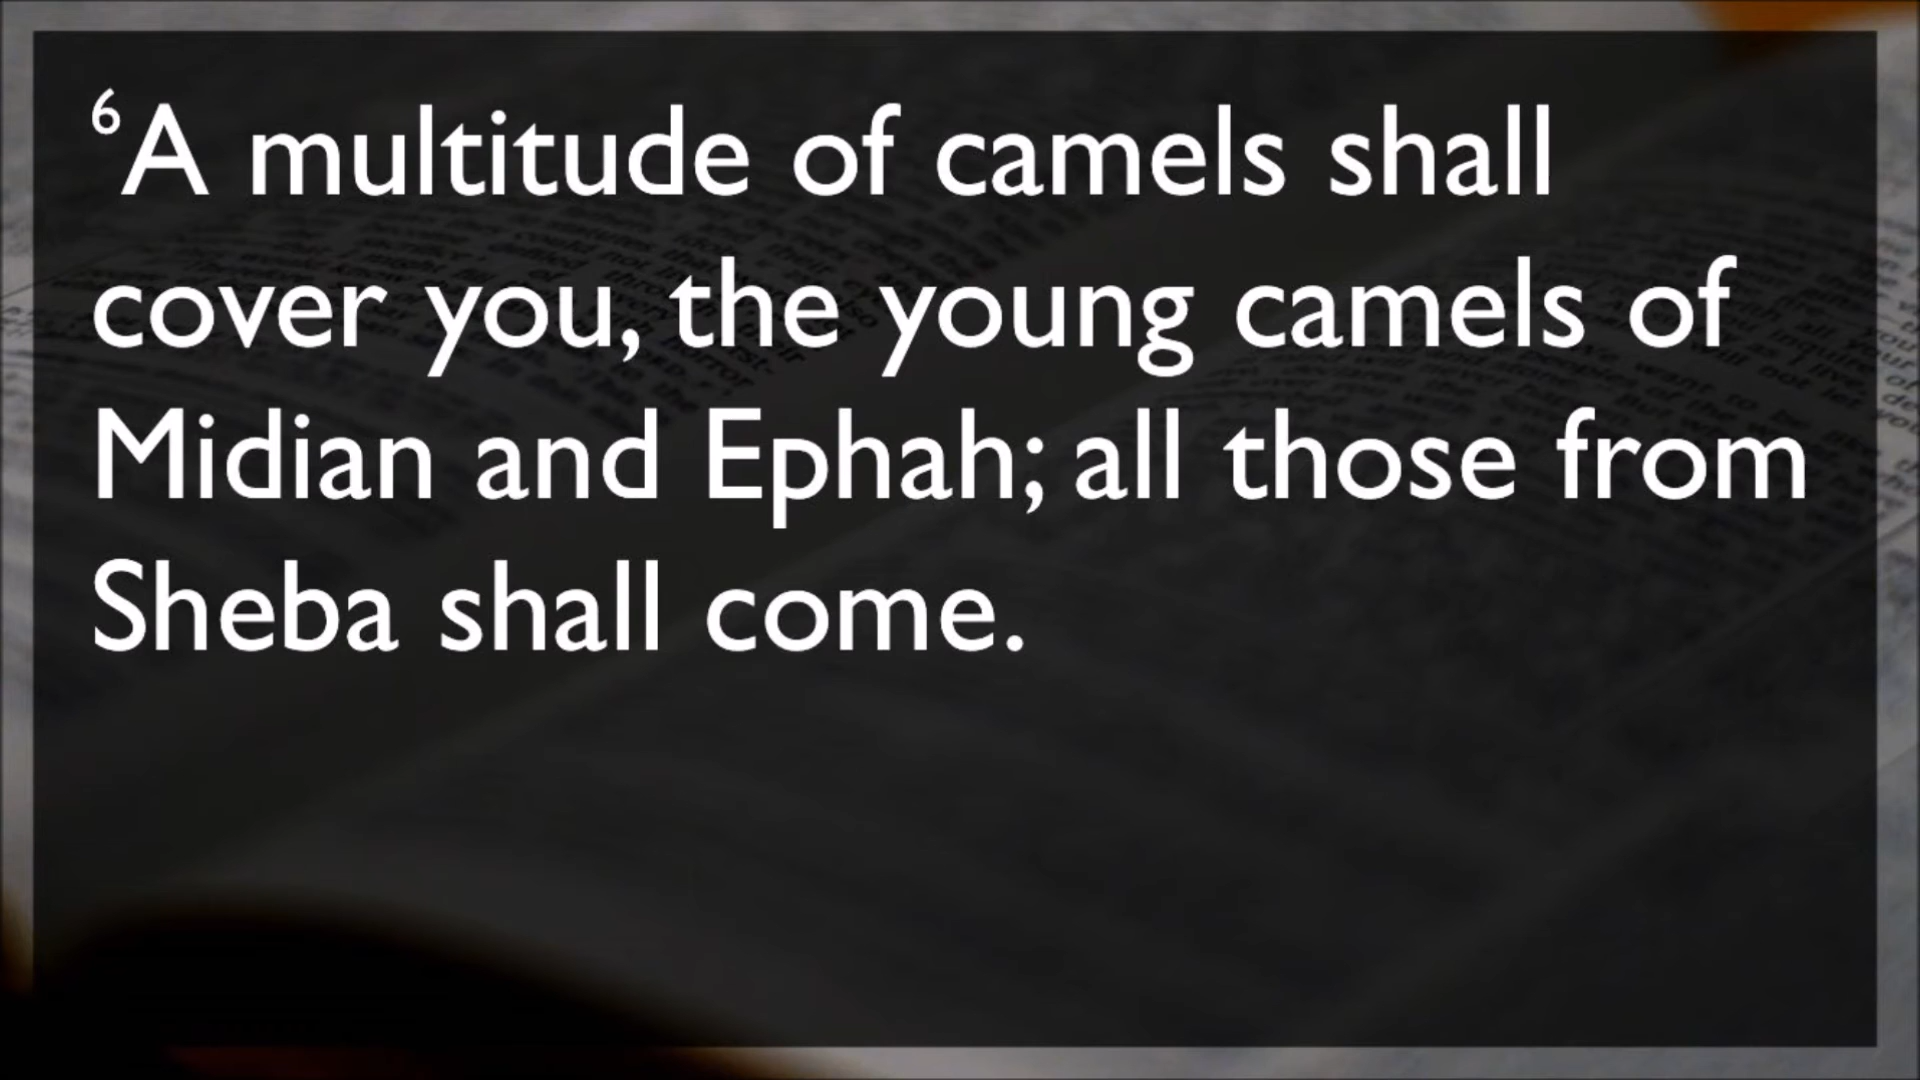 ⁶A multitude of camels shall
cover you, the young camels of
Midian and Ephah; all those from
Sheba shall come.